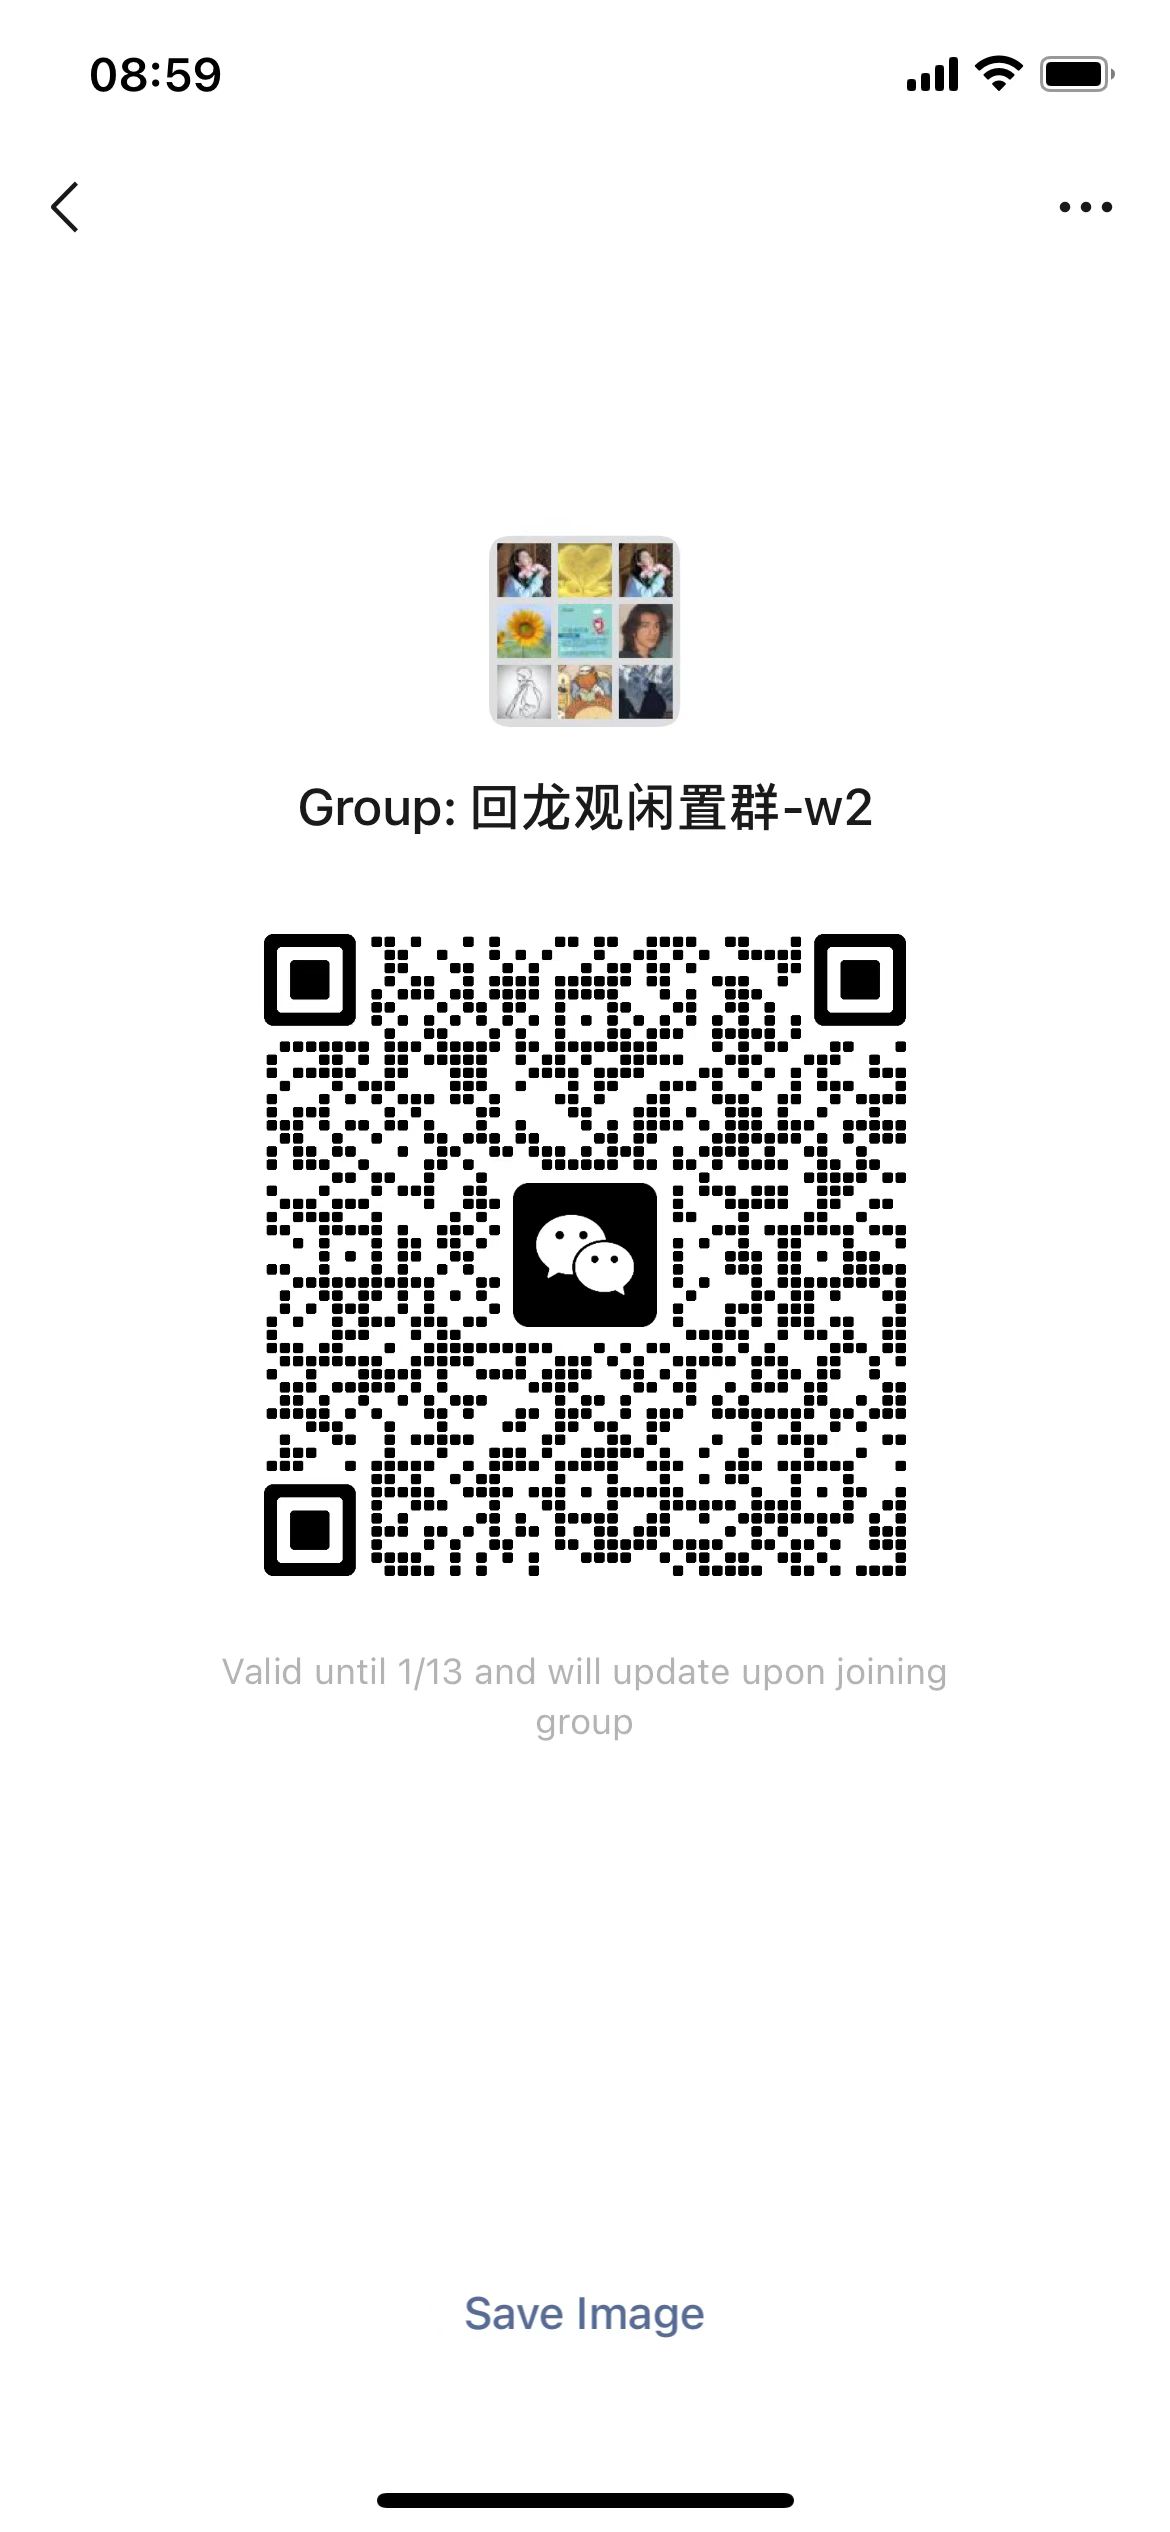 08:59
Group: 回龙观闲置群-w2
Valid until 1/13 and will update upon joining
group
Save Image